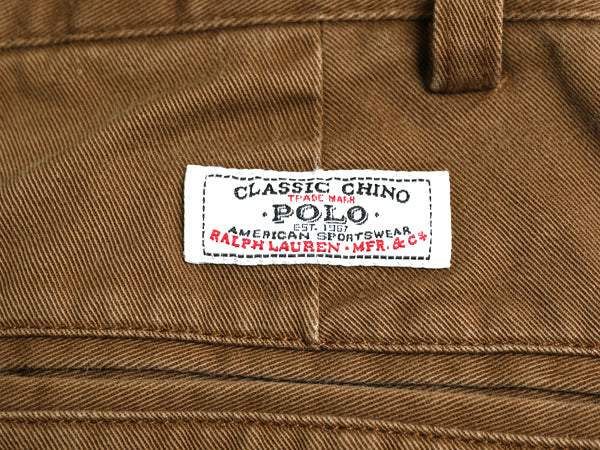 CLASSIC CHINO
TRADE MARK
· POLO ·
EST. 1967
AMERICAN SPORTSWEAR
RALPH LAUREN · MFR. & Cº